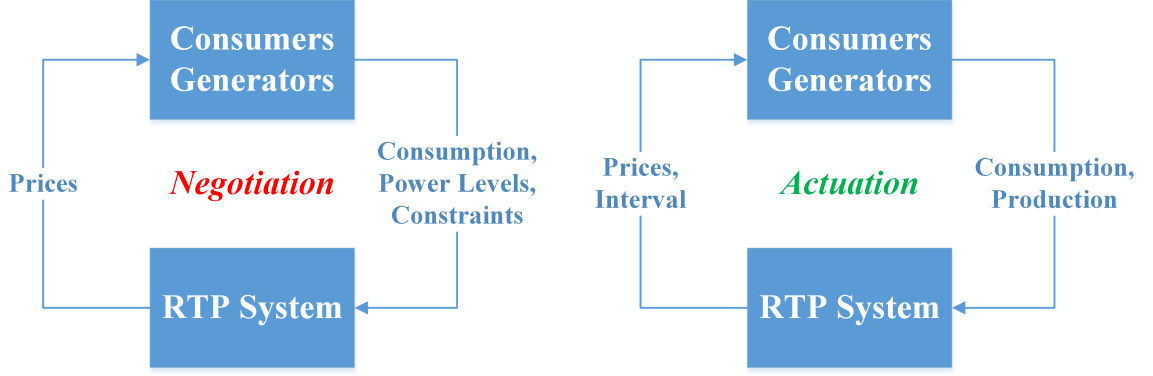 Consumers
Generators
Prices
Negotiation
Consumption,
Power Levels,
Constraints
RTP System
Consumers
Generators
Prices,
Interval
Actuation
Consumption,
Production
RTP System